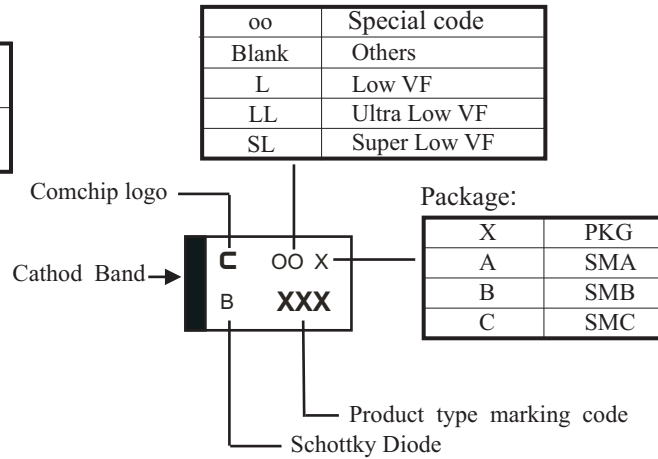 oo Special code
Blank Others
L Low VF
LL Ultra Low VF
SL Super Low VF
Comchip logo
Package:
X PKG
A SMA
B SMB
C SMC
Cathod Band
C OO X
B XXX
Product type marking code
Schottky Diode